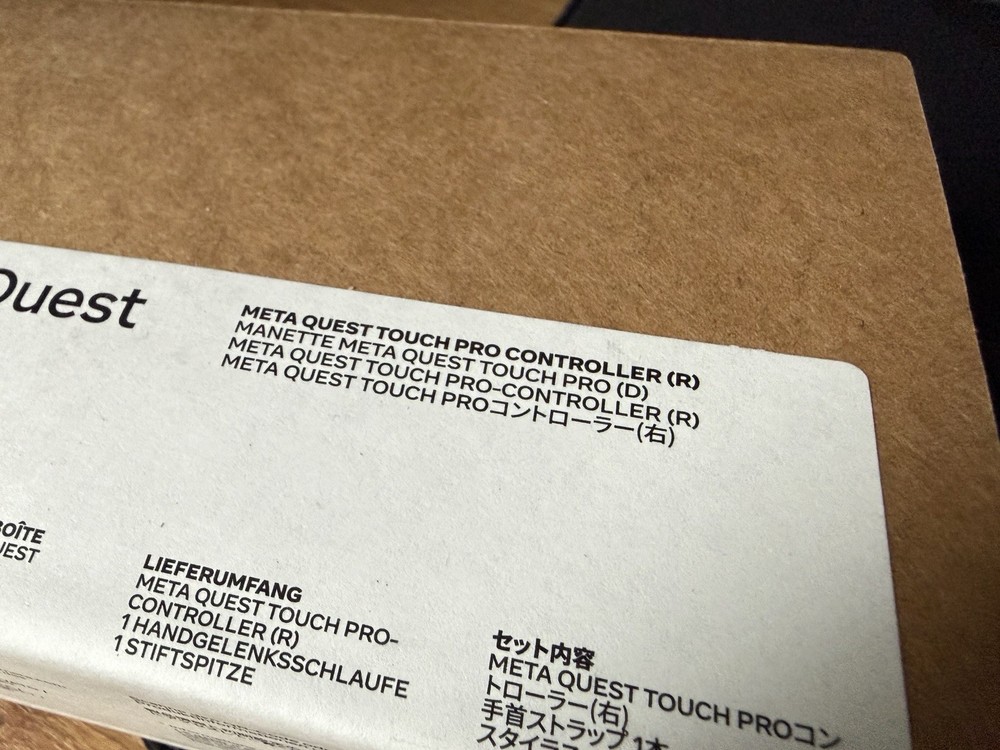 Quest
META QUEST TOUCH PRO CONTROLLER (R)
MANETTE META QUEST TOUCH PRO (D)
META QUEST TOUCH PRO-CONTROLLER (R)
META QUEST TOUCH PROコントローラー(右)
BOÎTE
LIEFERUMFANG
META QUEST TOUCH PRO-
CONTROLLER (R)
1 HANDGELENKSSCHLAUFE
1 STIFTSPITZE
セット内容
META QUEST TOUCH PROコン
トローラー(右)
手首ストラップ 1本